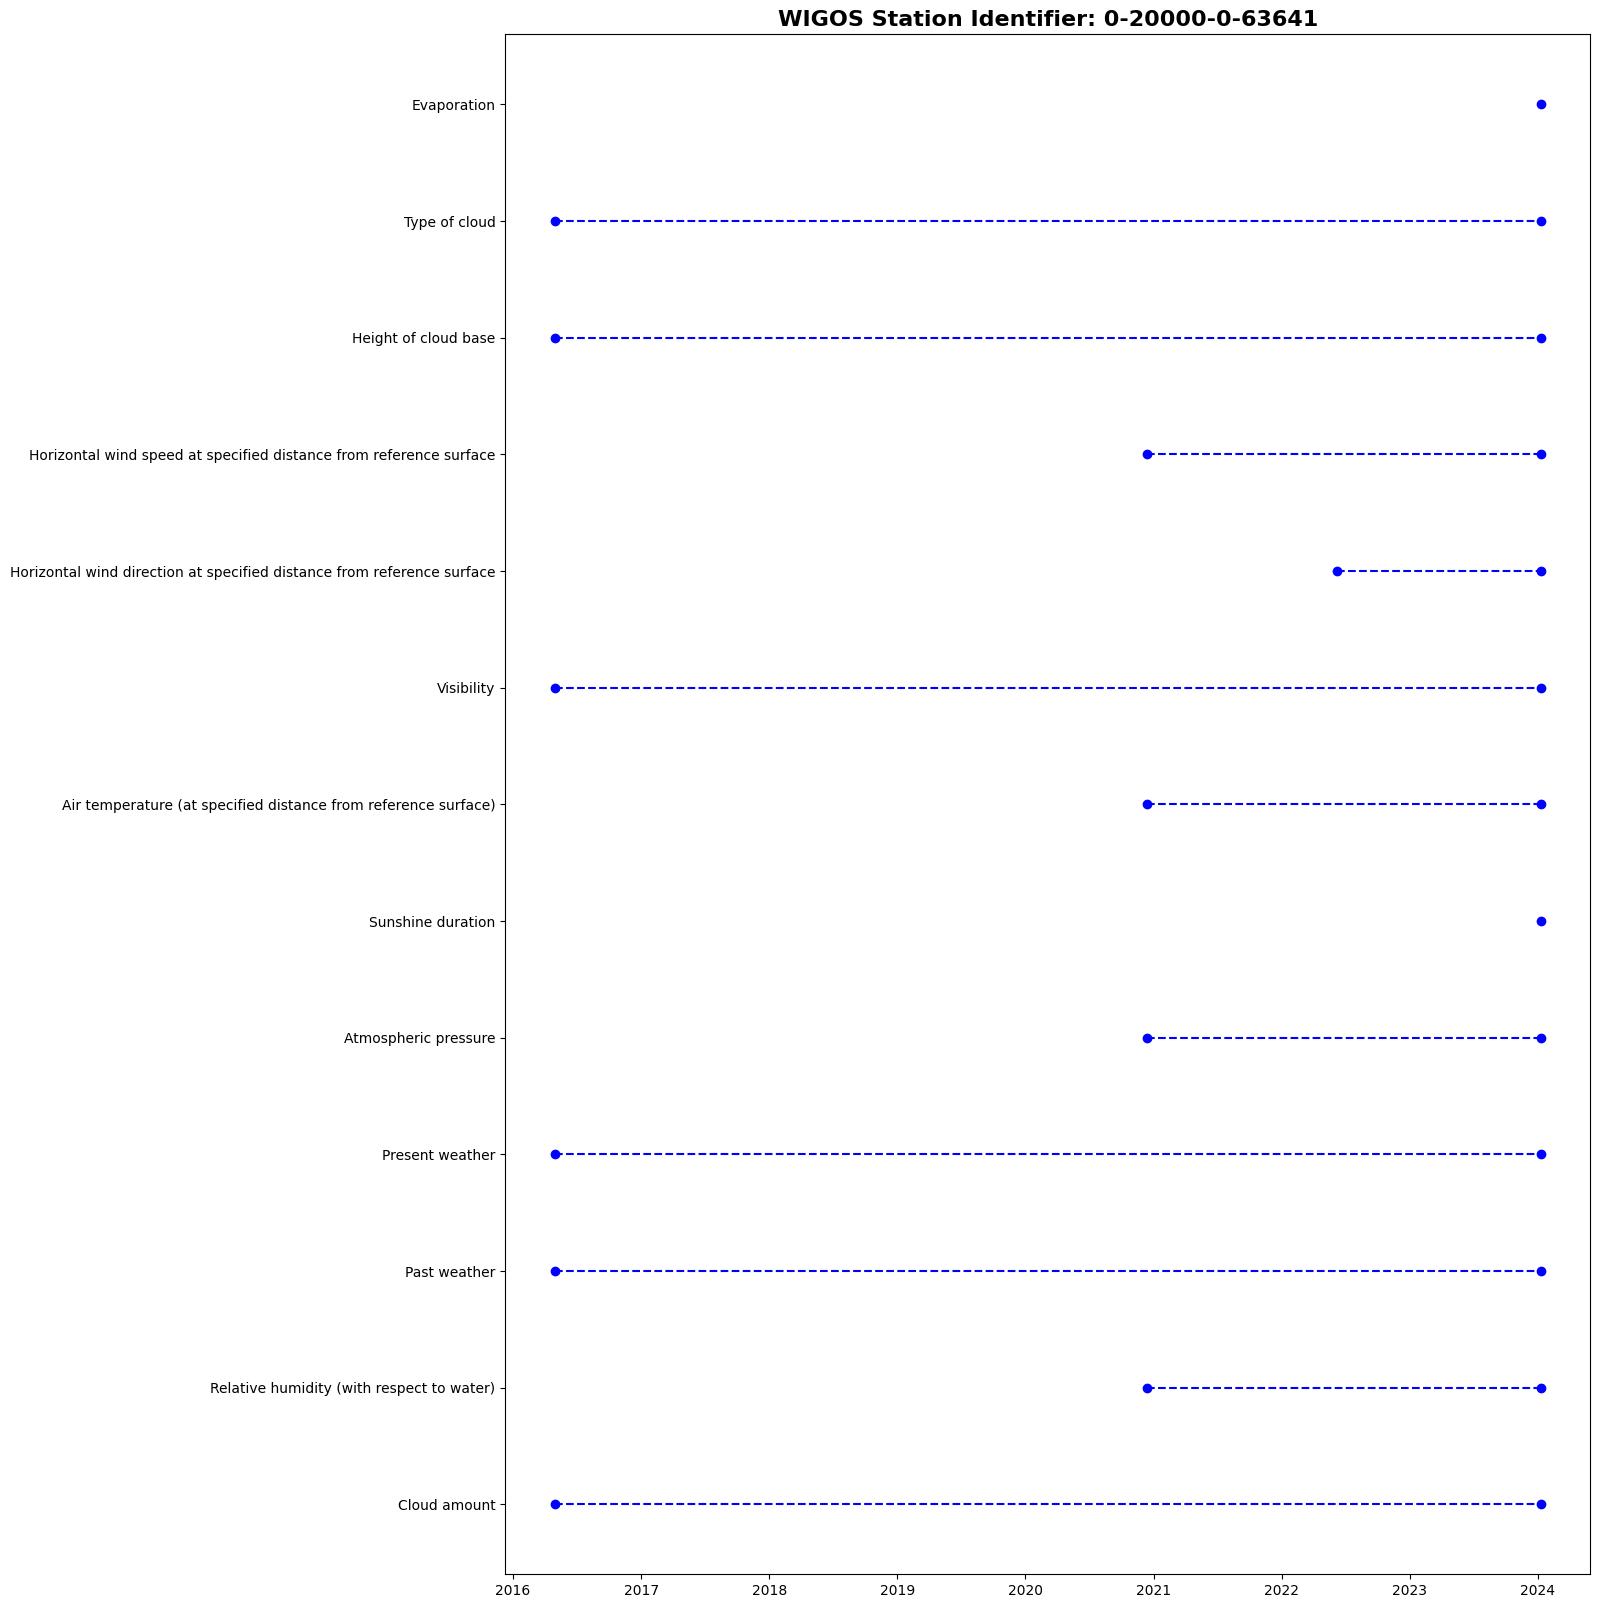 WIGOS Station Identifier: 0-20000-0-63641
Evaporation
Type of cloud
Height of cloud base
Horizontal wind speed at specified distance from reference surface
Horizontal wind direction at specified distance from reference surface
Visibility
Air temperature (at specified distance from reference surface)
Sunshine duration
Atmospheric pressure
Present weather
Past weather
Relative humidity (with respect to water)
Cloud amount
2016 2017 2018 2019 2020 2021 2022 2023 2024